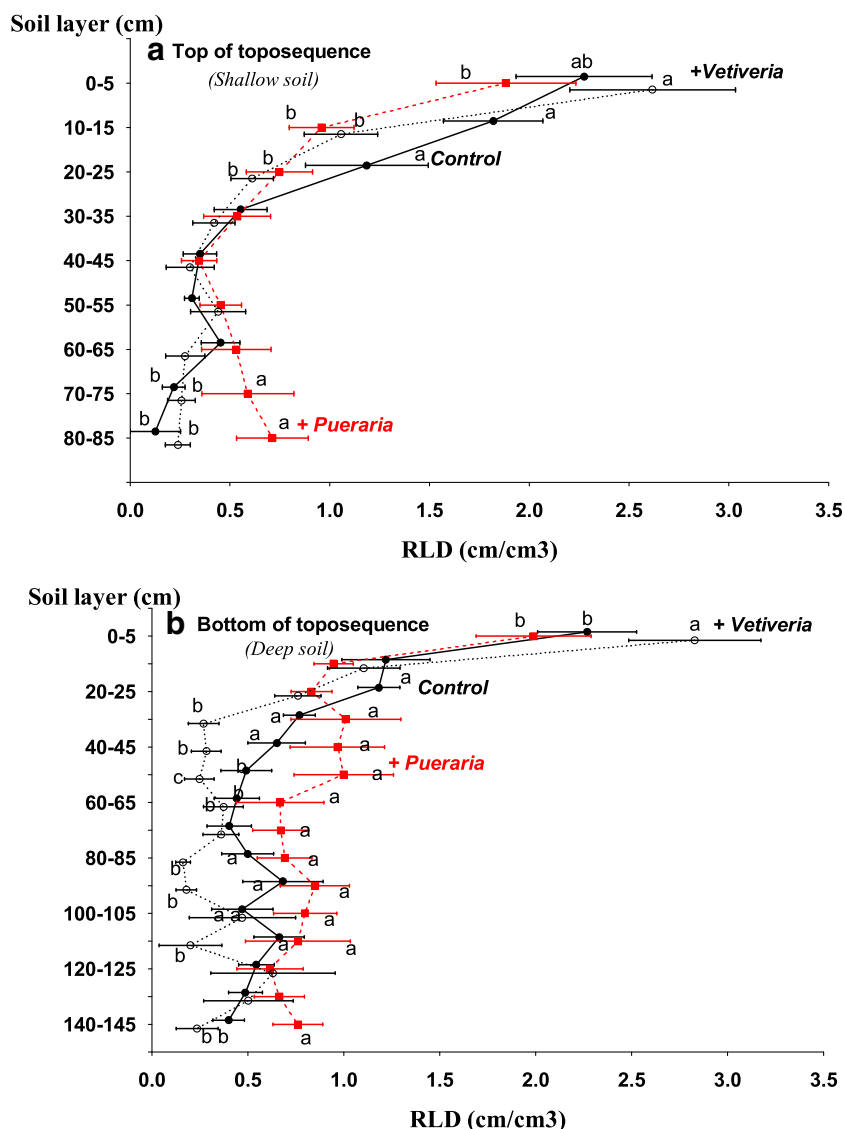 Soil layer (cm)
a Top of toposequence
(Shallow soil)
b
ab
+Vetiveria
a
0-5
b
b
a
10-15
b
b
a
Control
20-25
30-35
40-45
50-55
60-65
b
b
a
70-75
b
b
a
+ Pueraria
80-85
0.0 0.5 1.0 1.5 2.0 2.5 3.0 3.5
RLD (cm/cm3)
Soil layer (cm)
b Bottom of toposequence
(Deep soil)
b
b
a
+ Vetiveria
0-5
a
Control
20-25
b
a
a
b
a
a
40-45
+ Pueraria
c
b
a
b
b
a
60-65
a
a
a
80-85
b
a
b
a
100-105
a a
a
b
a
a
120-125
140-145
b b
a
0.0 0.5 1.0 1.5 2.0 2.5 3.0 3.5
RLD (cm/cm3)